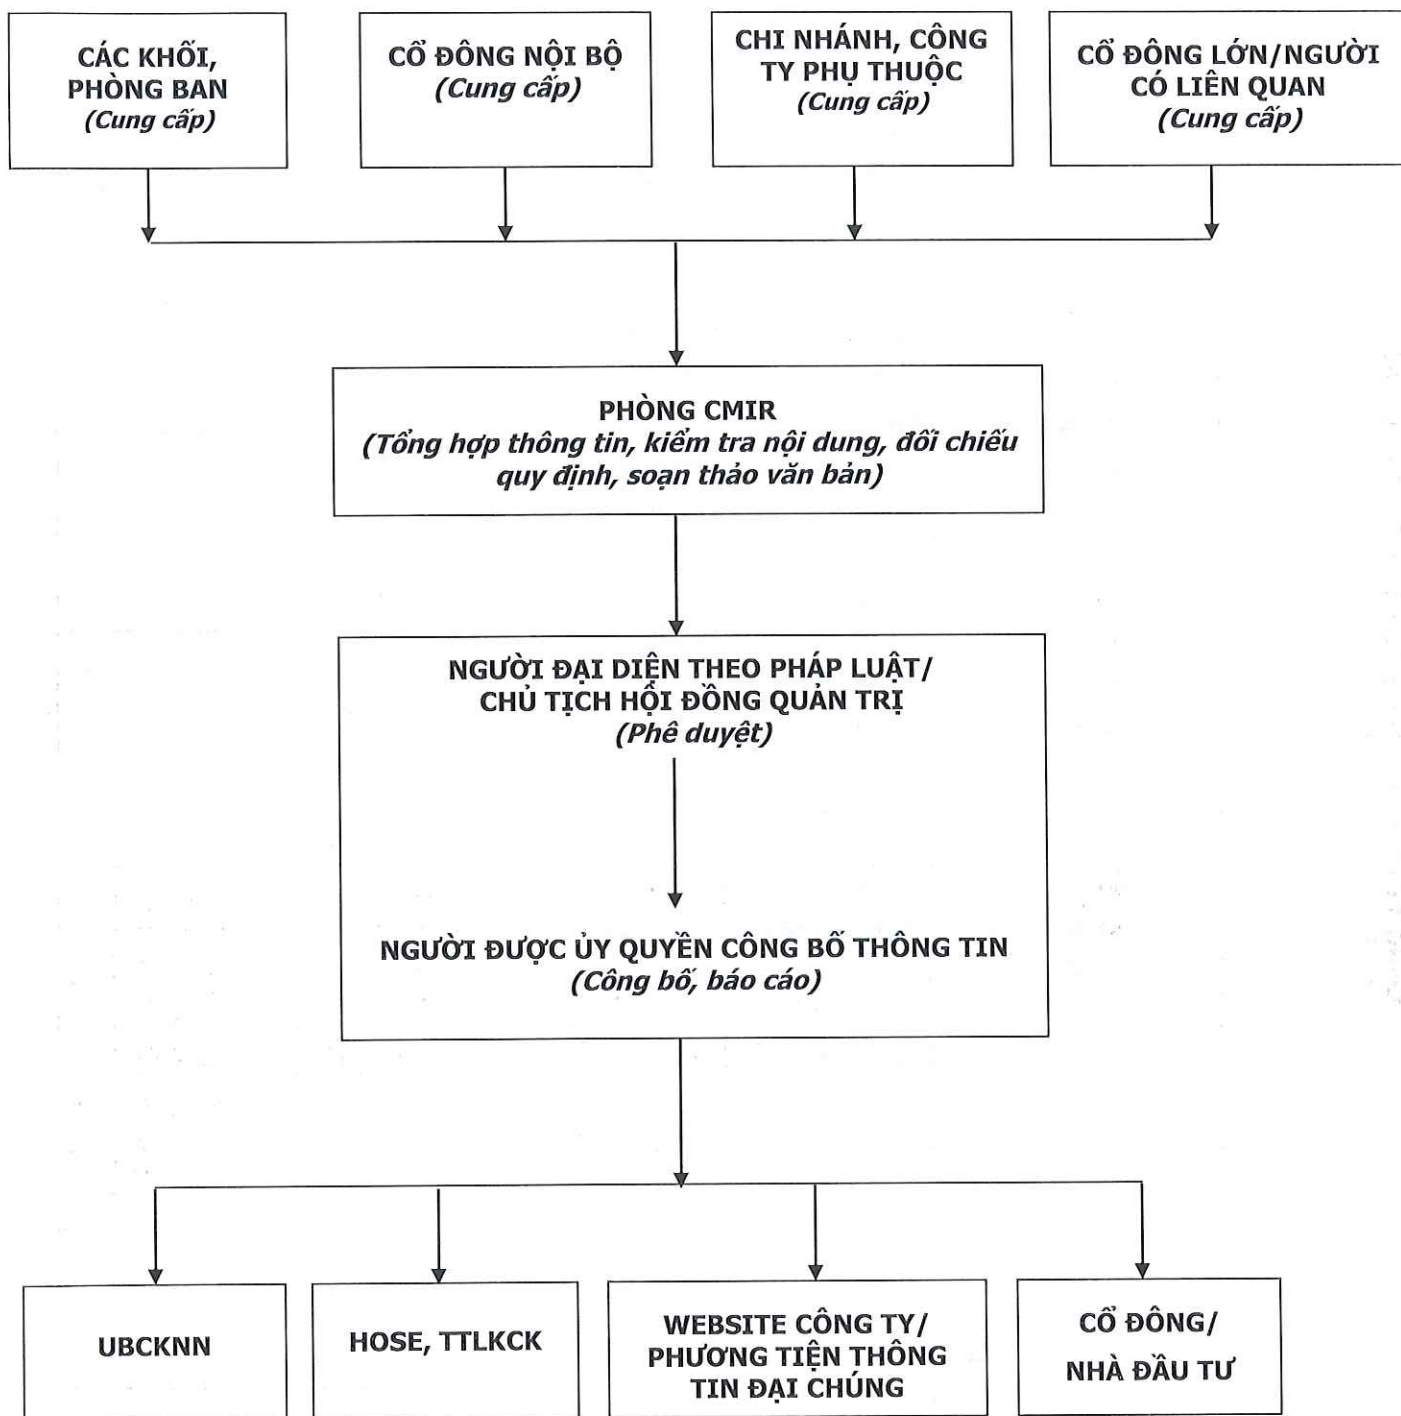 CÁC KHỐI,
PHÒNG BAN
(Cung cấp)
CỔ ĐÔNG NỘI BỘ
(Cung cấp)
CHI NHÁNH, CÔNG
TY PHỤ THUỘC
(Cung cấp)
CỔ ĐÔNG LỚN/NGƯỜI
CÓ LIÊN QUAN
(Cung cấp)
PHÒNG CMIR
(Tổng hợp thông tin, kiểm tra nội dung, đối chiếu
quy định, soạn thảo văn bản)
NGƯỜI ĐẠI DIỆN THEO PHÁP LUẬT/
CHỦ TỊCH HỘI ĐỒNG QUẢN TRỊ
(Phê duyệt)
NGƯỜI ĐƯỢC ỦY QUYỀN CÔNG BỐ THÔNG TIN
(Công bố, báo cáo)
UBCKNN
HOSE, TTLKCK
WEBSITE CÔNG TY/
PHƯƠNG TIỆN THÔNG
TIN ĐẠI CHÚNG
CỔ ĐÔNG/
NHÀ ĐẦU TƯ